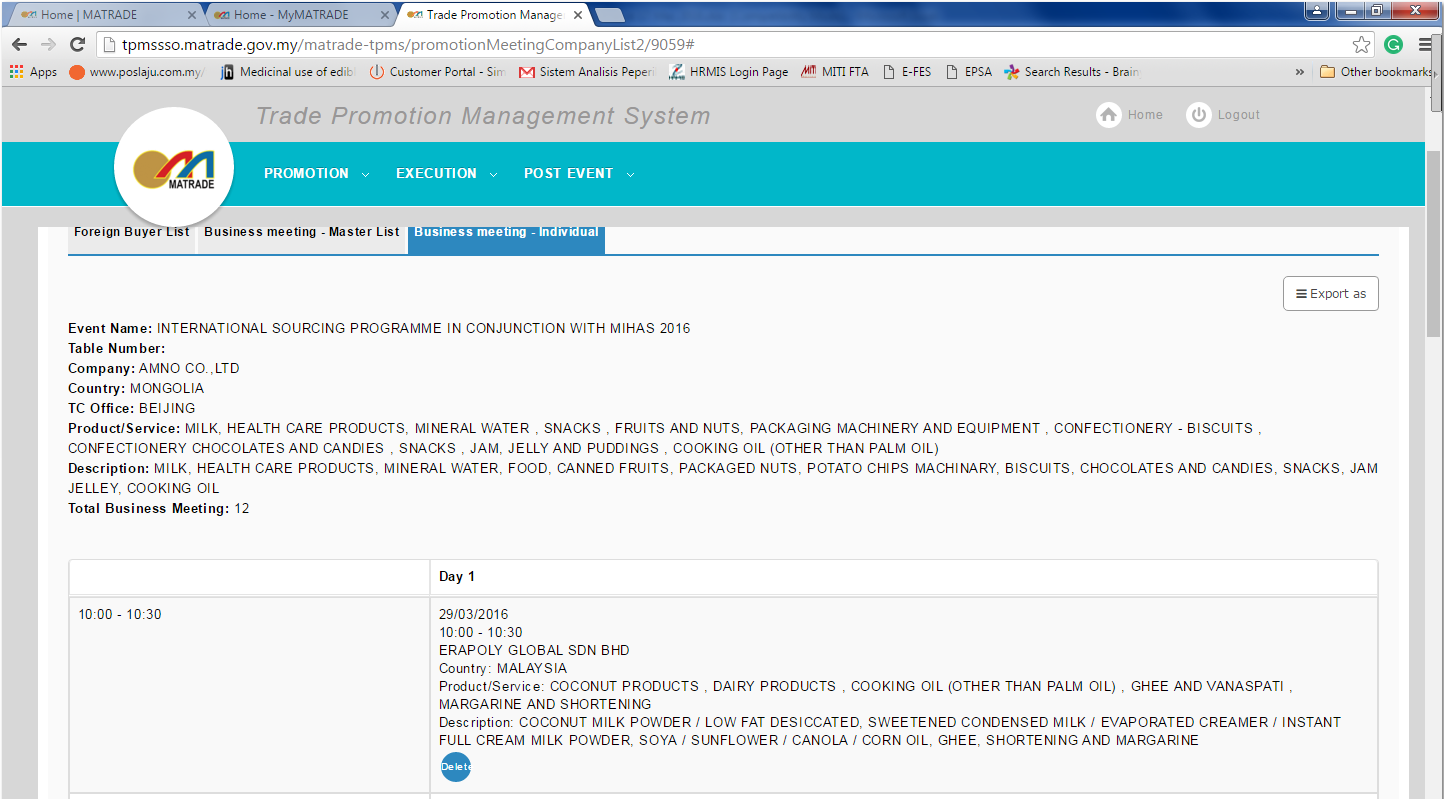 Home | MATRADE
Home - MyMATRADE
Trade Promotion Manage
tpmssso.matrade.gov.my/matrade-tpms/promotionMeetingCompanyList2/9059#
Apps
www.poslaju.com.my/
Medicinal use of edib
Customer Portal - Sim
Sistem Analisis Peperi
HRMIS Login Page
MITI FTA
E-FES
EPSA
Search Results - Brain
»
Other bookmarks
Trade Promotion Management System
Home
Logout
MATRADE
PROMOTION
EXECUTION
POST EVENT
Foreign Buyer List
Business meeting - Master List
Business meeting - Individual
Export as
Event Name: INTERNATIONAL SOURCING PROGRAMME IN CONJUNCTION WITH MIHAS 2016
Table Number:
Company: AMNO CO.,LTD
Country: MONGOLIA
TC Office: BEIJING
Product/Service: MILK, HEALTH CARE PRODUCTS, MINERAL WATER , SNACKS , FRUITS AND NUTS, PACKAGING MACHINERY AND EQUIPMENT , CONFECTIONERY - BISCUITS ,
CONFECTIONERY CHOCOLATES AND CANDIES , SNACKS , JAM, JELLY AND PUDDINGS , COOKING OIL (OTHER THAN PALM OIL)
Description: MILK, HEALTH CARE PRODUCTS, MINERAL WATER, FOOD, CANNED FRUITS, PACKAGED NUTS, POTATO CHIPS MACHINARY, BISCUITS, CHOCOLATES AND CANDIES, SNACKS, JAM
JELLEY, COOKING OIL
Total Business Meeting: 12
Day 1
10:00 - 10:30
29/03/2016
10:00 - 10:30
ERAPOLY GLOBAL SDN BHD
Country: MALAYSIA
Product/Service: COCONUT PRODUCTS , DAIRY PRODUCTS , COOKING OIL (OTHER THAN PALM OIL) , GHEE AND VANASPATI ,
MARGARINE AND SHORTENING
Description: COCONUT MILK POWDER / LOW FAT DESICCATED, SWEETENED CONDENSED MILK / EVAPORATED CREAMER / INSTANT
FULL CREAM MILK POWDER, SOYA / SUNFLOWER / CANOLA / CORN OIL, GHEE, SHORTENING AND MARGARINE
Delete